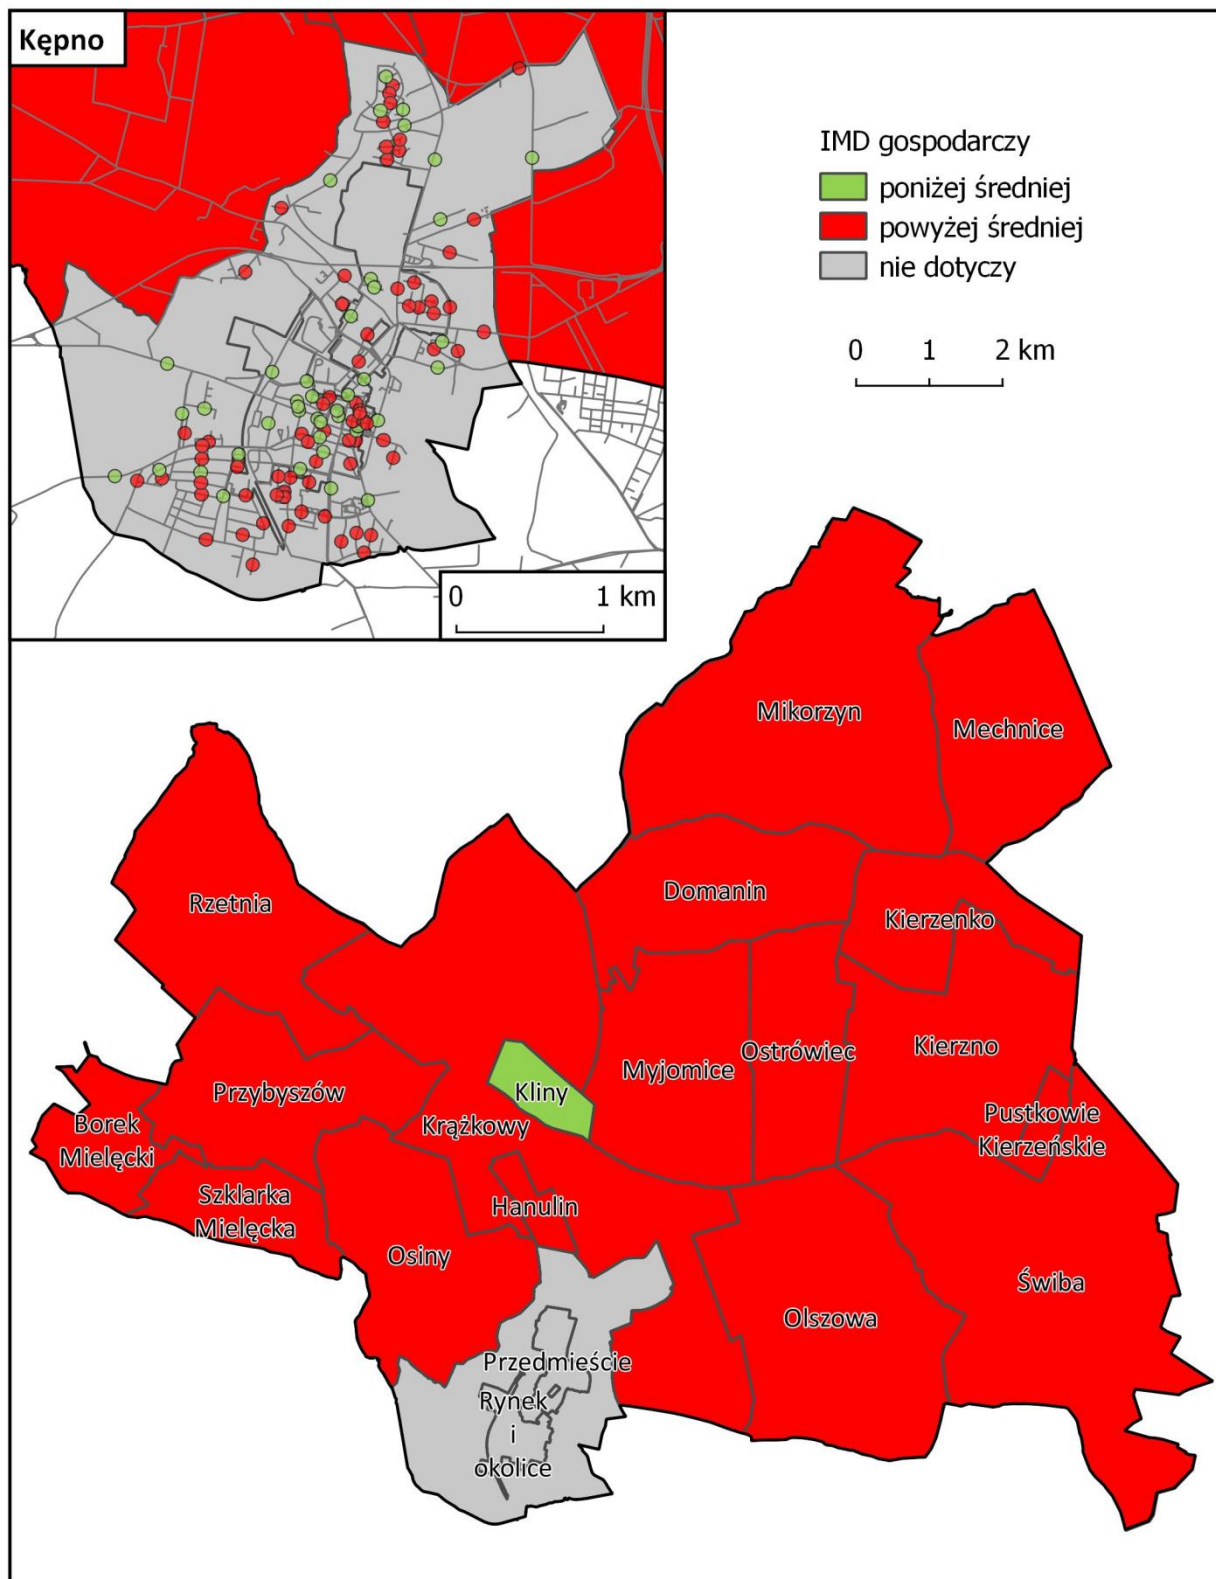 Kępno
IMD gospodarczy
poniżej średniej
powyżej średniej
nie dotyczy
0 1 2 km
0 1 km
Mikorzyn
Mechnice
Rzetnia
Domanin
Kierzenko
Przybyszów
Kliny
Myjomice
Ostrówiec
Kierzno
Borek
Mielęcki
Krążkowy
Pustkowie
Kierzeńskie
Szklarka
Mielęcka
Hanulin
Osiny
Świba
Olszowa
Przedmieście
Rynek
i
okolice